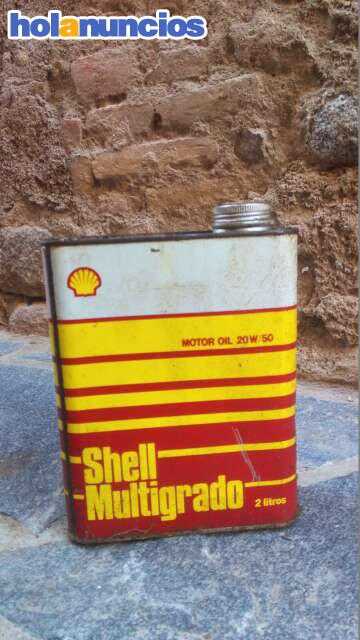 holanuncios
MOTOR OIL 20W/50
Shell
Multigrado
2 litros